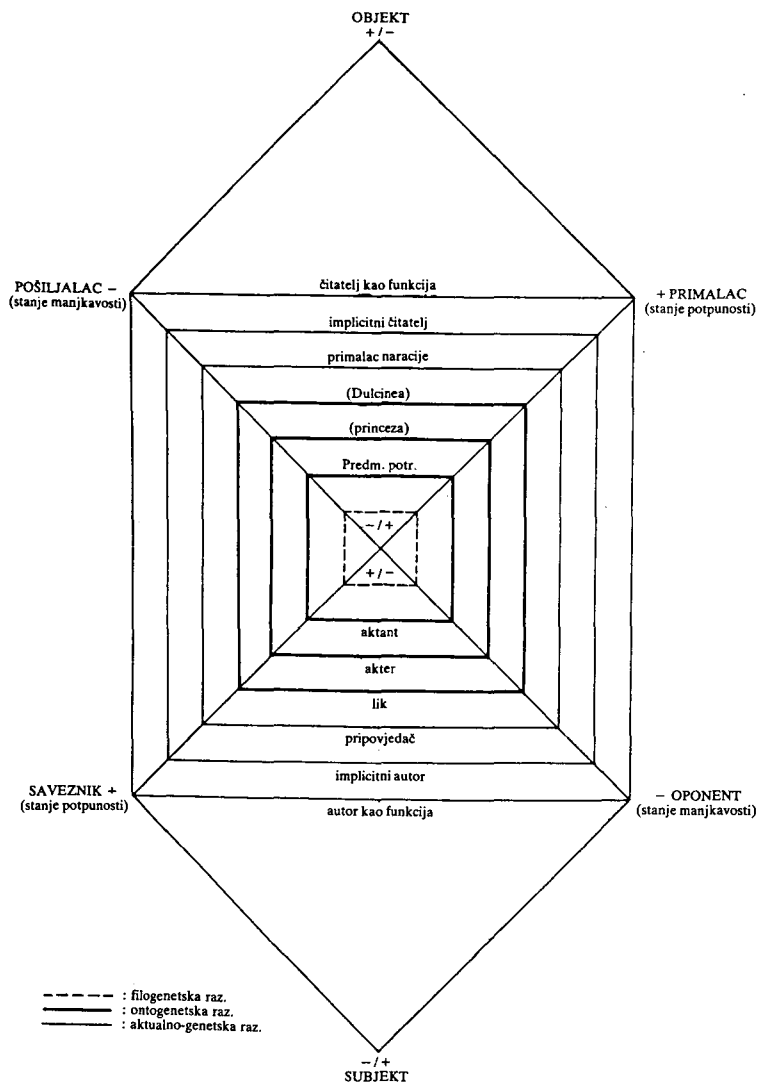 OBJEKT
+ / −
čitatelj kao funkcija
POŠILJALAC −
(stanje manjkavosti)
+ PRIMALAC
(stanje potpunosti)
implicitni čitatelj
primalac naracije
(Dulcinea)
(princeza)
Predm. potr.
− / +
+ / −
aktant
akter
lik
pripovjedač
implicitni autor
SAVEZNIK +
(stanje potpunosti)
− OPONENT
(stanje manjkavosti)
autor kao funkcija
: filogenetska raz.
: ontogenetska raz.
: aktualno-genetska raz.
− / +
SUBJEKT